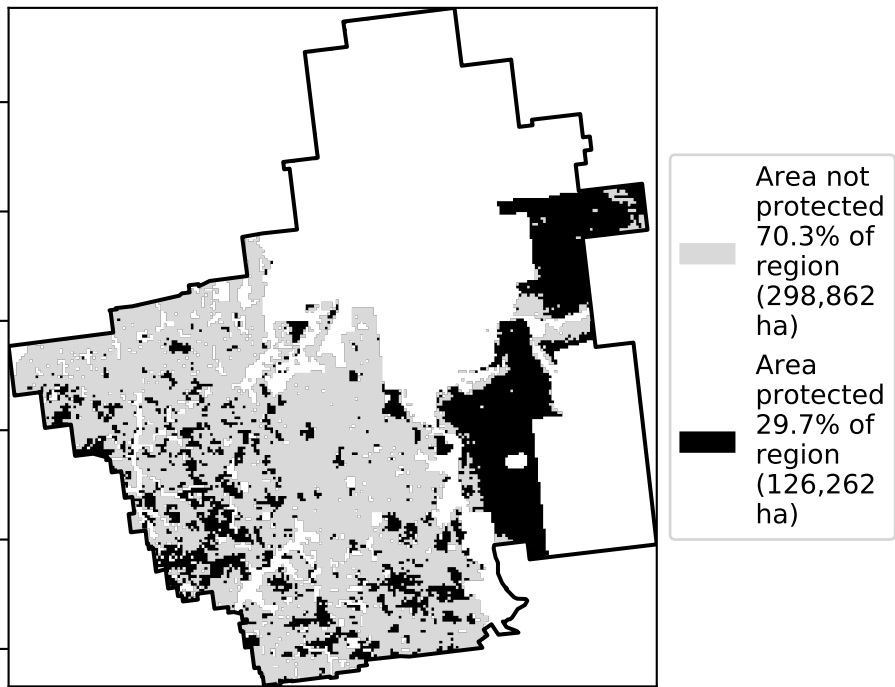 Area not
protected
70.3% of
region
(298,862
ha)
Area
protected
29.7% of
region
(126,262
ha)